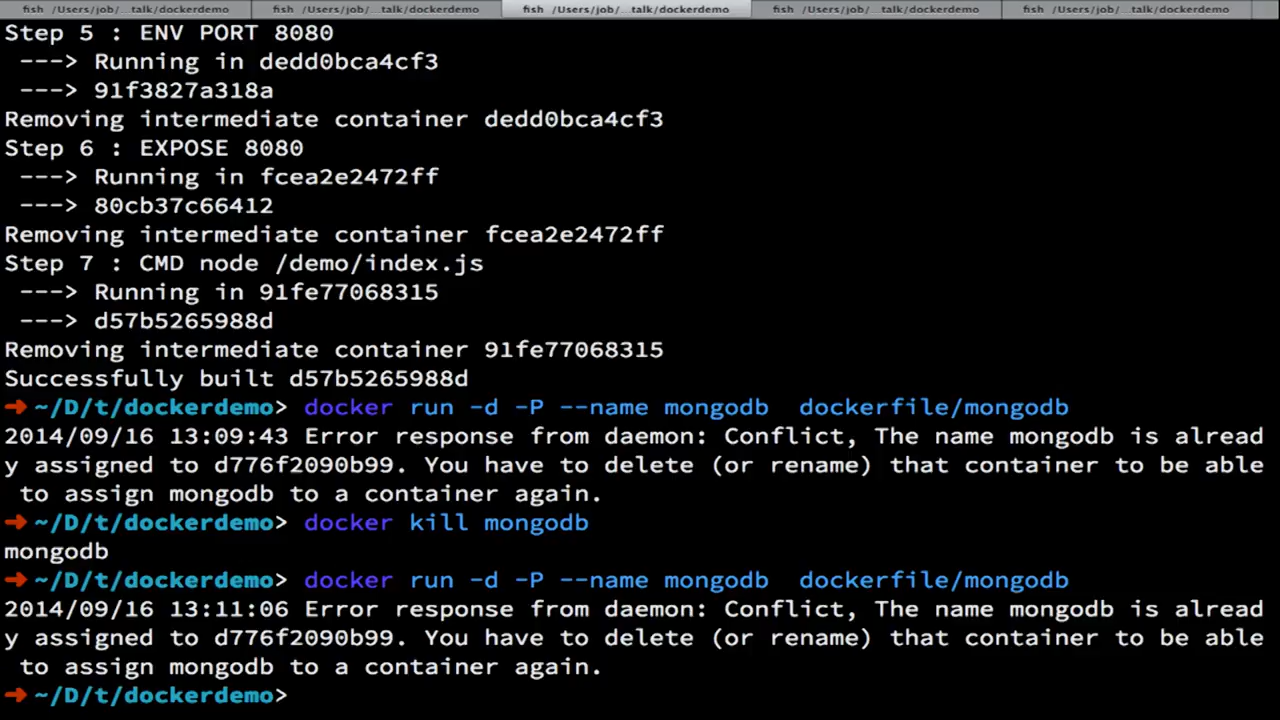 fish /Users/job/...talk/dockerdemo fish /Users/job/...talk/dockerdemo fish /Users/job/...talk/dockerdemo fish /Users/job/...talk/dockerdemo fish /Users/job/...talk/dockerdemo
Step 5 : ENV PORT 8080
---> Running in dedd0bca4cf3
---> 91f3827a318a
Removing intermediate container dedd0bca4cf3
Step 6 : EXPOSE 8080
---> Running in fcea2e2472ff
---> 80cb37c66412
Removing intermediate container fcea2e2472ff
Step 7 : CMD node /demo/index.js
---> Running in 91fe77068315
---> d57b5265988d
Removing intermediate container 91fe77068315
Successfully built d57b5265988d
➜ ~/D/t/dockerdemo> docker run -d -P --name mongodb  dockerfile/mongodb
2014/09/16 13:09:43 Error response from daemon: Conflict, The name mongodb is alread
y assigned to d776f2090b99. You have to delete (or rename) that container to be able
to assign mongodb to a container again.
➜ ~/D/t/dockerdemo> docker kill mongodb
mongodb
➜ ~/D/t/dockerdemo> docker run -d -P --name mongodb  dockerfile/mongodb
2014/09/16 13:11:06 Error response from daemon: Conflict, The name mongodb is alread
y assigned to d776f2090b99. You have to delete (or rename) that container to be able
to assign mongodb to a container again.
➜ ~/D/t/dockerdemo>